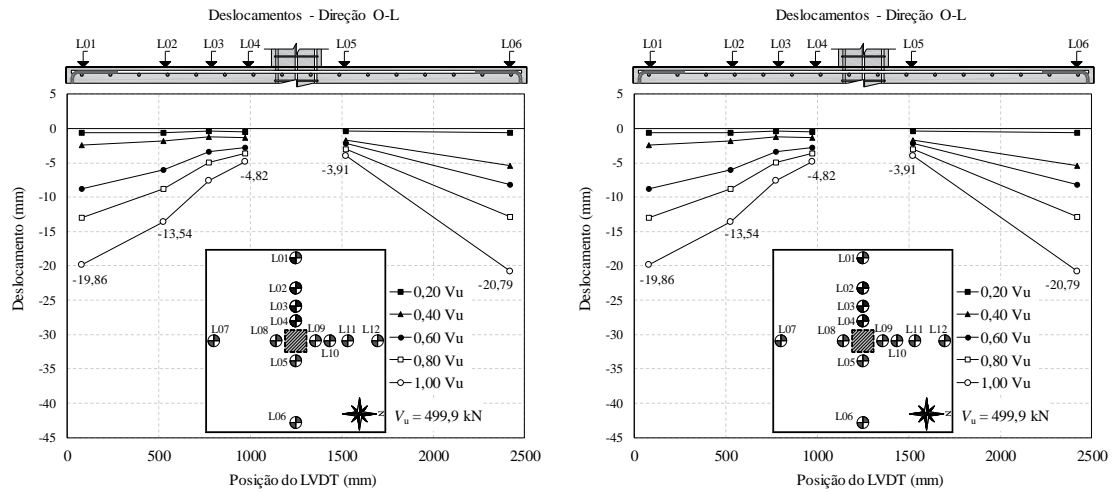 Deslocamentos - Direção O-L
L01 L02 L03 L04 L05 L06
5
0
-5
-10
-15
-20
-25
-30
-35
-40
-45
Deslocamento (mm)
-4,82
-3,91
-13,54
-19,86
-20,79
L01
L02
L03
L04
L07 L08 L09 L11 L12
L10
L05
L06
N
0,20 Vu
0,40 Vu
0,60 Vu
0,80 Vu
1,00 Vu
Vu = 499,9 kN
0 500 1000 1500 2000 2500
Posição do LVDT (mm)
Deslocamentos - Direção O-L
L01 L02 L03 L04 L05 L06
5
0
-5
-10
-15
-20
-25
-30
-35
-40
-45
Deslocamento (mm)
-4,82
-3,91
-13,54
-19,86
-20,79
L01
L02
L03
L04
L07 L08 L09 L11 L12
L10
L05
L06
N
0,20 Vu
0,40 Vu
0,60 Vu
0,80 Vu
1,00 Vu
Vu = 499,9 kN
0 500 1000 1500 2000 2500
Posição do LVDT (mm)